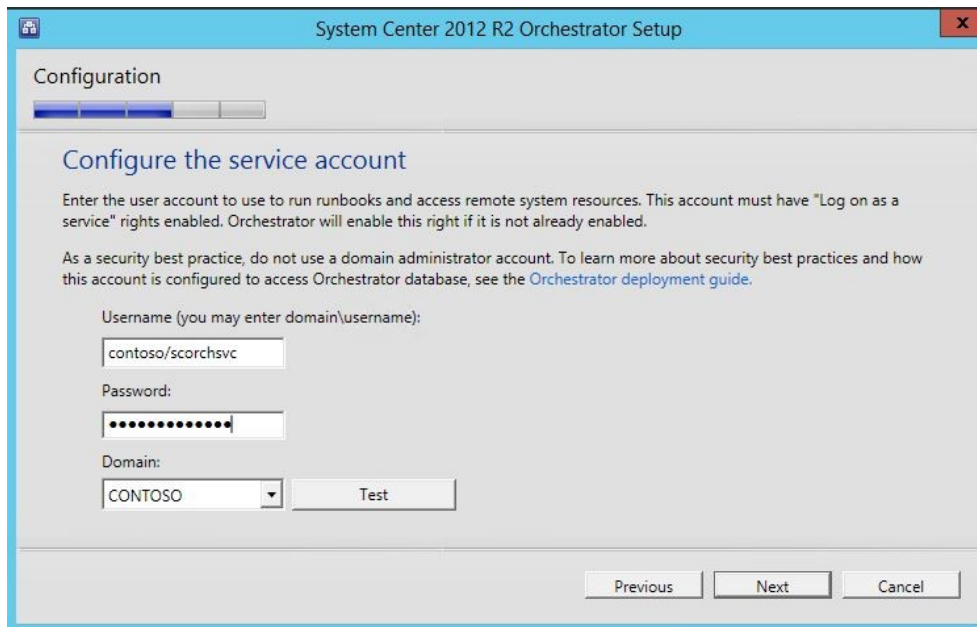 System Center 2012 R2 Orchestrator Setup
x
Configuration
Configure the service account
Enter the user account to use to run runbooks and access remote system resources. This account must have "Log on as a
service" rights enabled. Orchestrator will enable this right if it is not already enabled.
As a security best practice, do not use a domain administrator account. To learn more about security best practices and how
this account is configured to access Orchestrator database, see the Orchestrator deployment guide.
Username (you may enter domain\username):
contoso/scorchsvc
Password:
•••••••••••••
Domain:
CONTOSO
Test
Previous
Next
Cancel